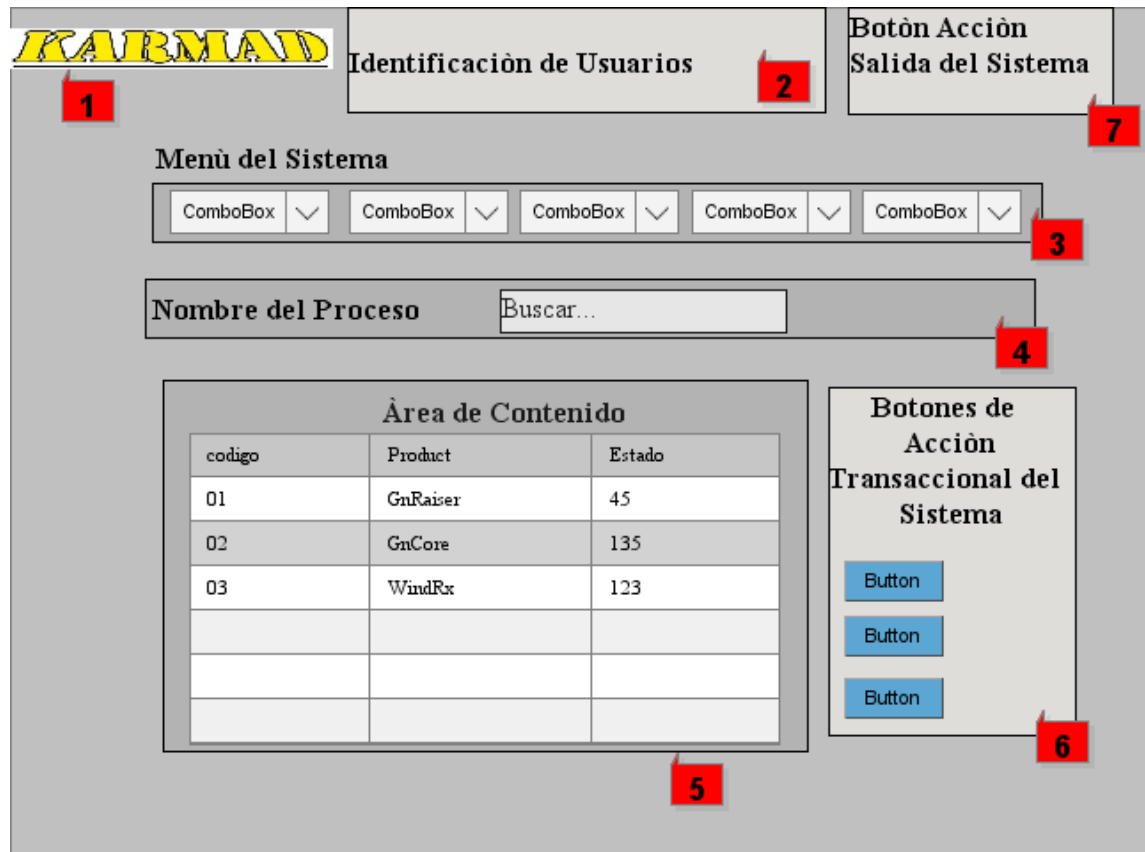 KARMAD
1
Identificaciòn de Usuarios
2
Botòn Acciòn
Salida del Sistema
7
Menù del Sistema
ComboBox ComboBox ComboBox ComboBox ComboBox
3
Nombre del Proceso Buscar...
4
Àrea de Contenido
codigo Product Estado
01 GnRaiser 45
02 GnCore 135
03 WindRx 123
5
Botones de
Acciòn
Transaccional del
Sistema
Button
Button
Button
6